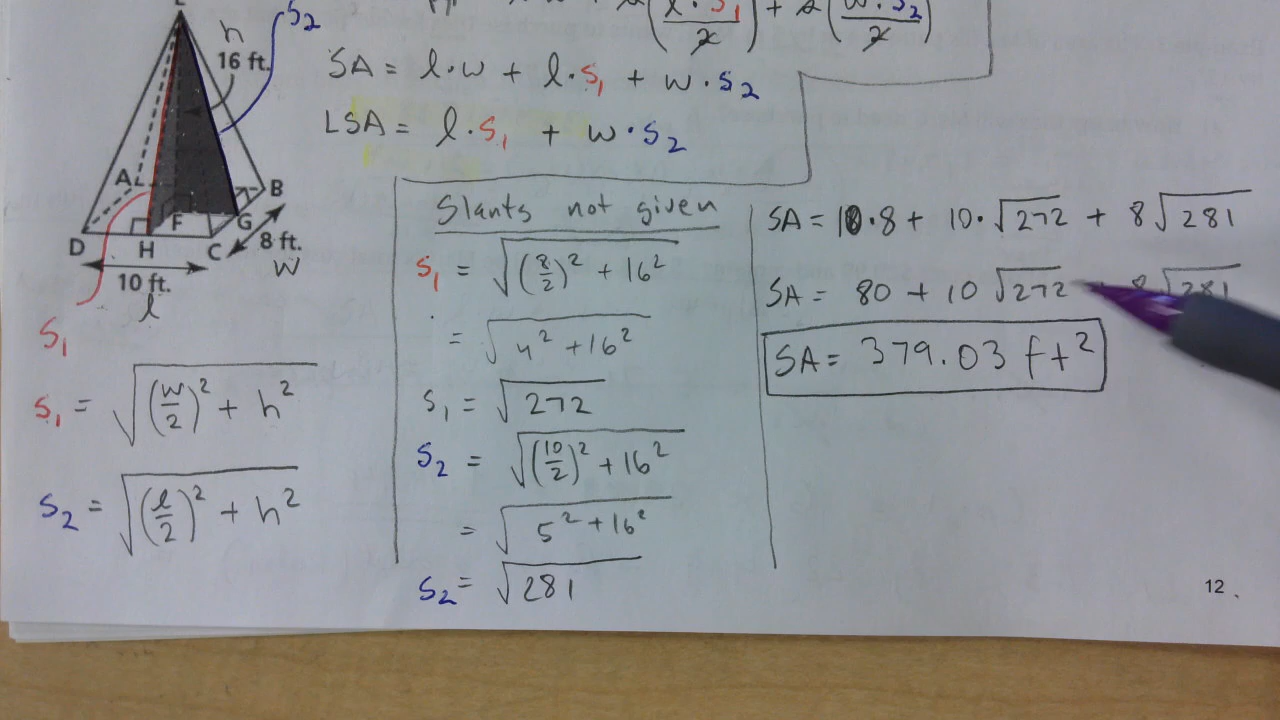 SA = l·w + l·s₁ + w·s₂
LSA = l·s₁ + w·s₂
s₂
h
16 ft.
A
B
F
G
D
H
C
8 ft.
w
10 ft.
l
s₁
s₁ = √((w/2)² + h²)
s₂ = √((l/2)² + h²)
Slants not given
s₁ = √((8/2)² + 16²)
= √(4² + 16²)
s₁ = √272
s₂ = √((10/2)² + 16²)
= √(5² + 16²)
s₂ = √281
SA = 10·8 + 10·√272 + 8√281
SA = 80 + 10√272 + 8√281
SA = 379.03 ft²
12